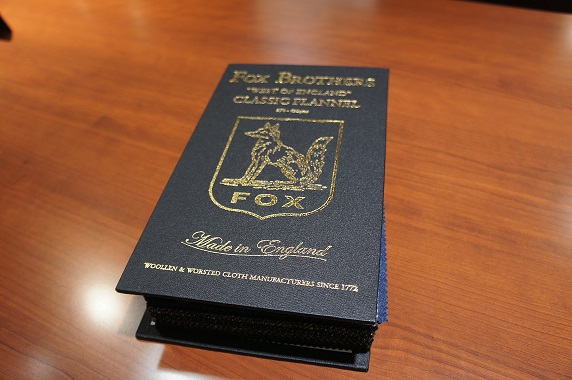 FOX BROTHERS
"WEST OF ENGLAND"
CLASSIC FLANNEL
FOX
Made in England
WOOLLEN & WORSTED CLOTH MANUFACTURERS SINCE 1772